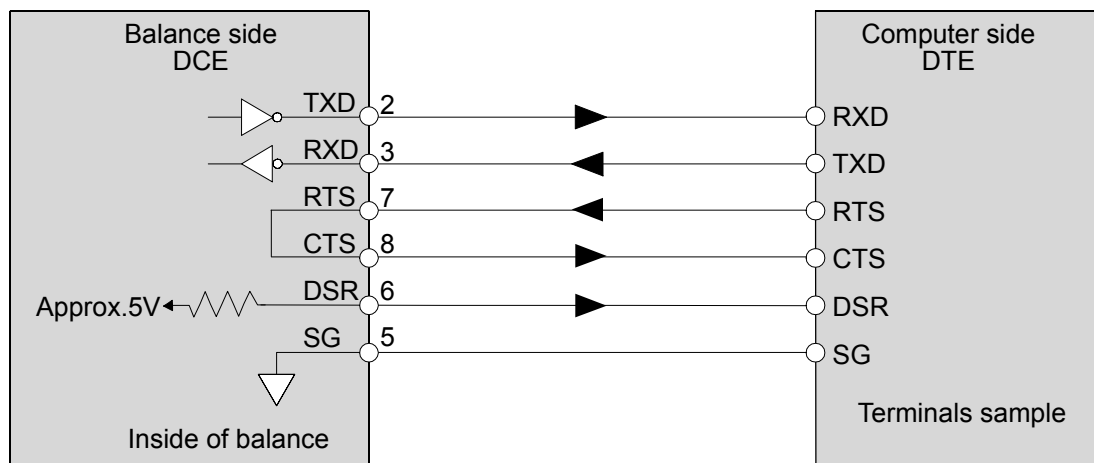 Balance side
DCE
Computer side
DTE
TXD 2
RXD
RXD 3
TXD
RTS 7
RTS
CTS 8
CTS
Approx.5V
DSR 6
DSR
SG 5
SG
Inside of balance
Terminals sample